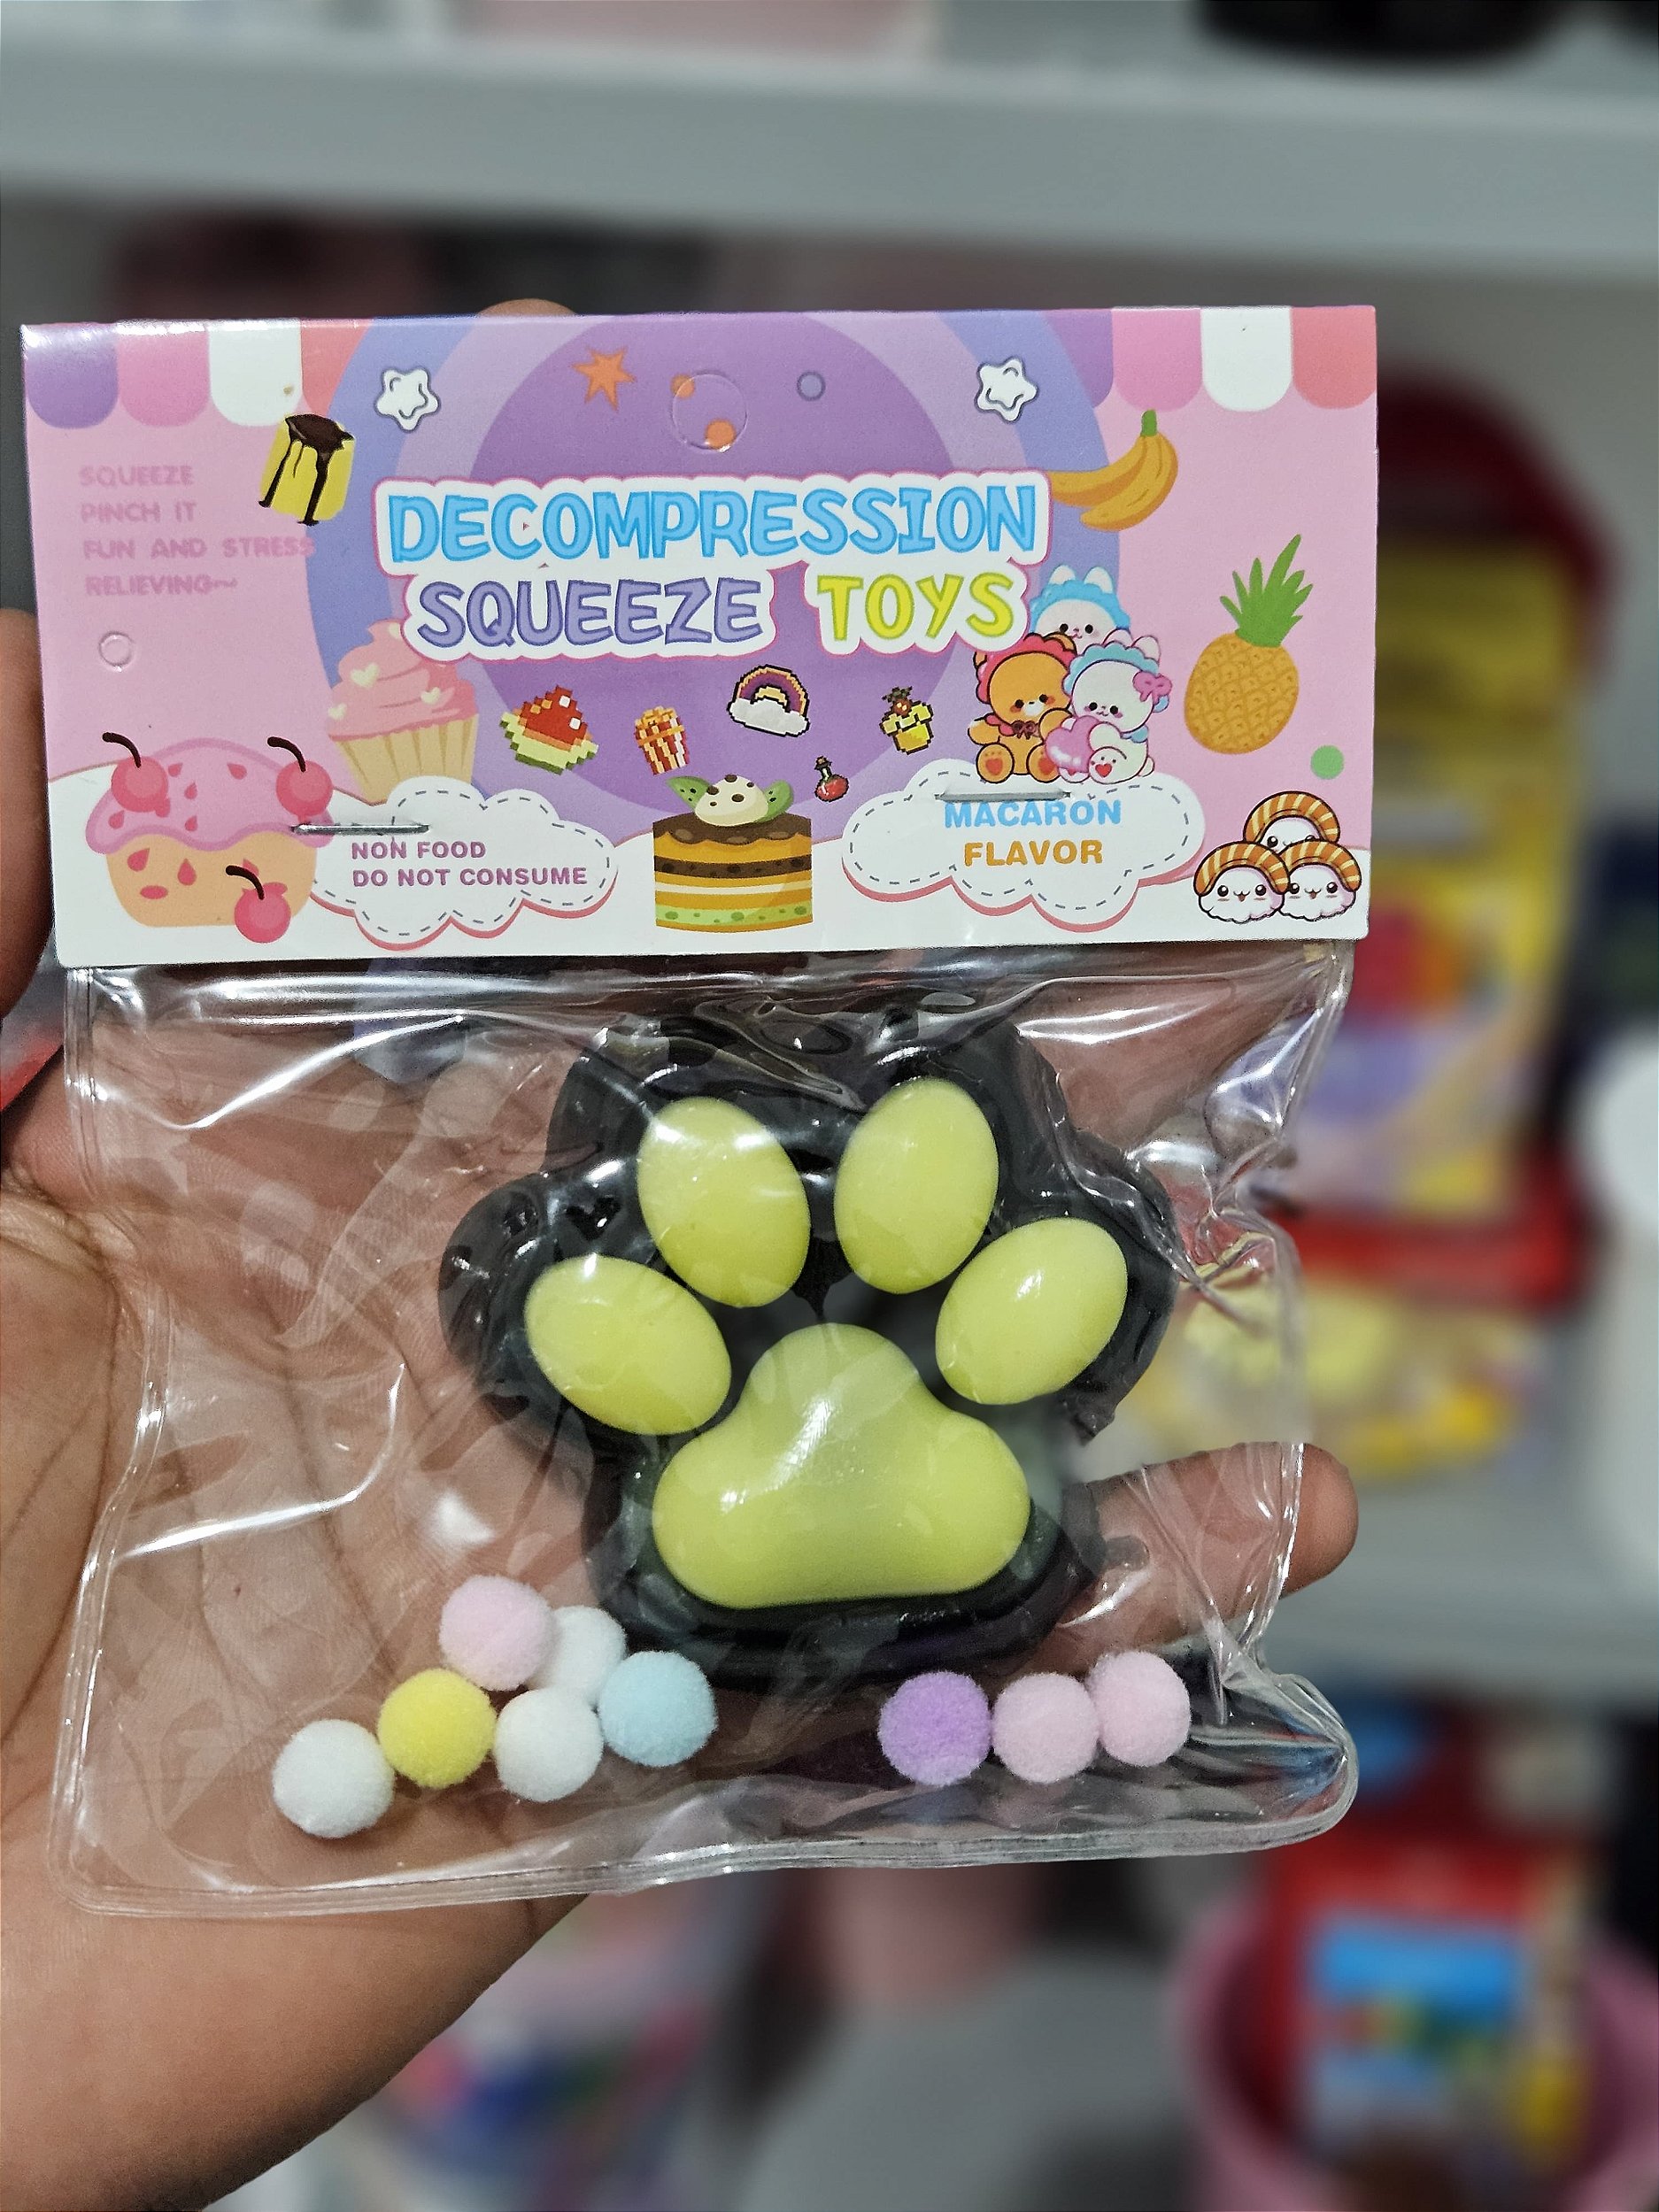 SQUEEZE
PINCH IT
FUN AND STRESS
RELIEVING~
DECOMPRESSION
SQUEEZE TOYS
NON FOOD
DO NOT CONSUME
MACARON
FLAVOR